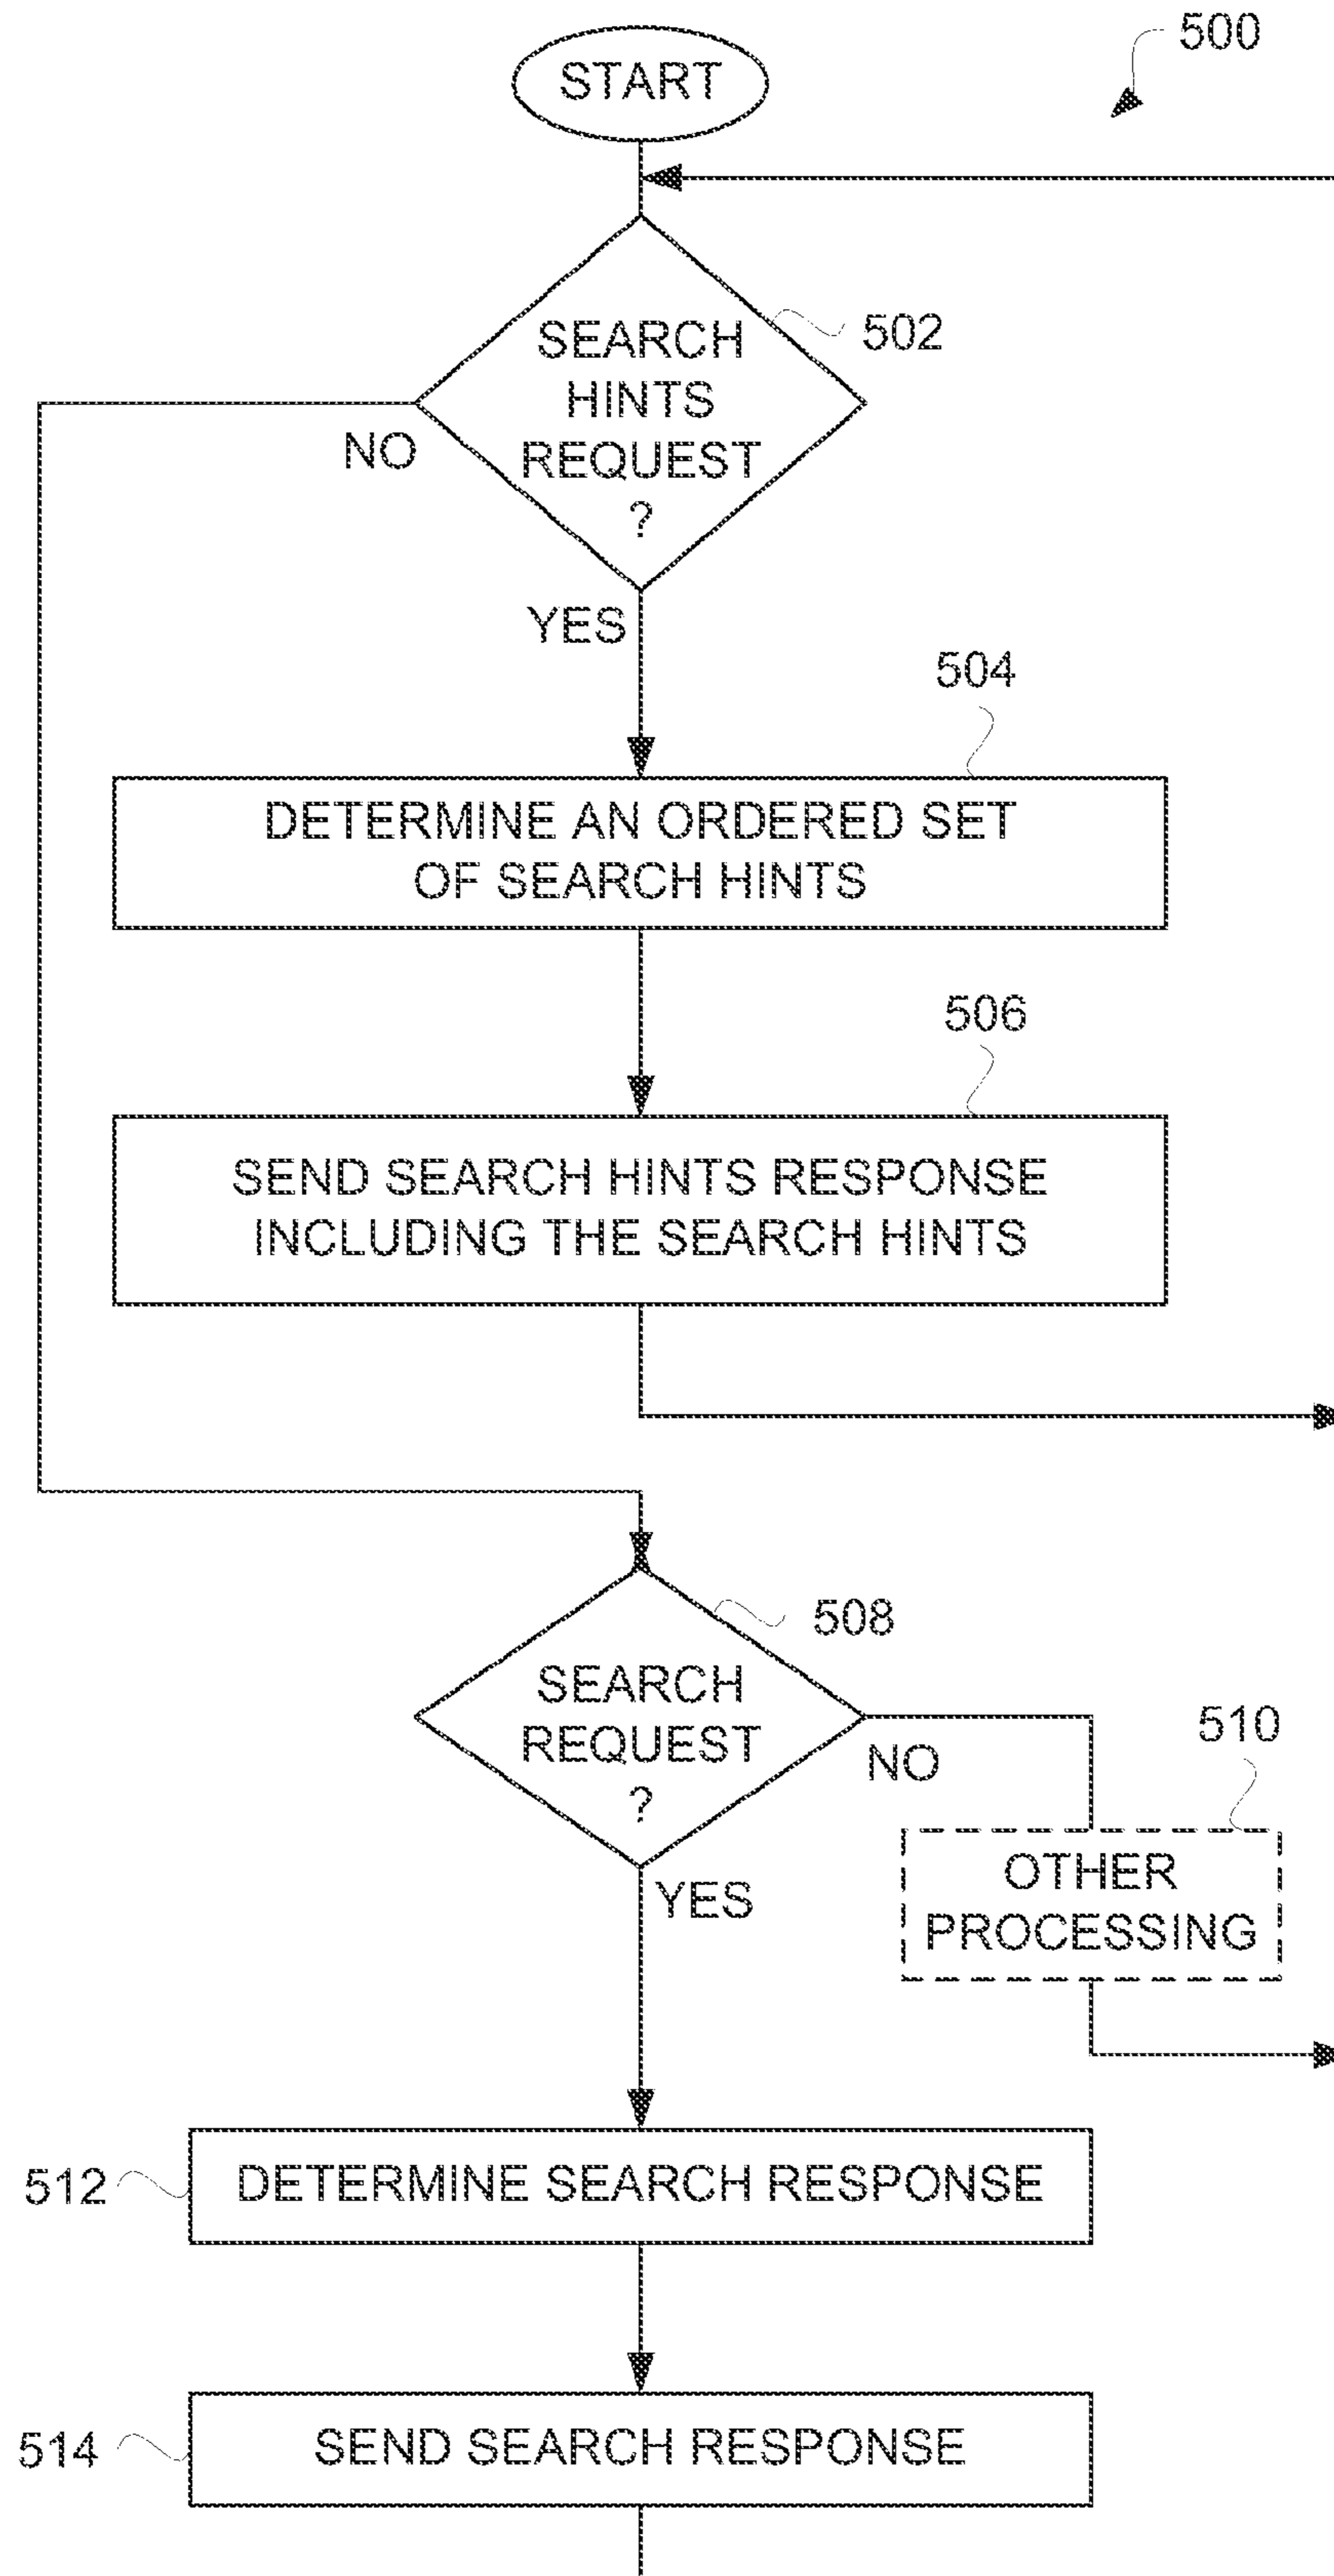 500
START
502
SEARCH
HINTS
REQUEST
?
NO
YES
504
DETERMINE AN ORDERED SET
OF SEARCH HINTS
506
SEND SEARCH HINTS RESPONSE
INCLUDING THE SEARCH HINTS
508
SEARCH
REQUEST
?
NO
510
OTHER
PROCESSING
YES
512
DETERMINE SEARCH RESPONSE
514
SEND SEARCH RESPONSE